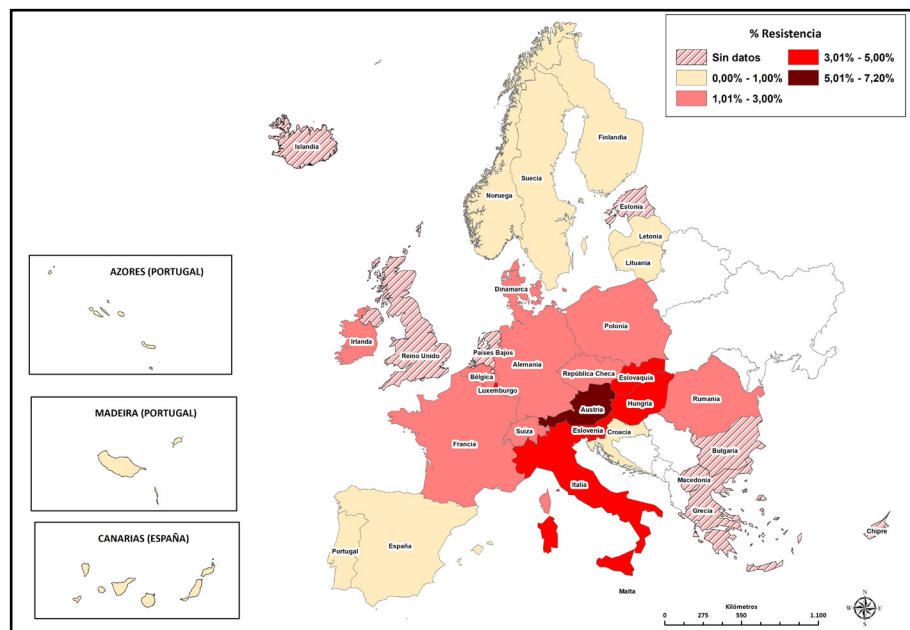 % Resistencia
Sin datos
0,00% - 1,00%
1,01% - 3,00%
3,01% - 5,00%
5,01% - 7,20%
Islandia
Finlandia
Suecia
Noruega
Estonia
Letonia
Lituania
AZORES (PORTUGAL)
Dinamarca
Irlanda
Reino Unido
Paises Bajos
Polonia
Alemania
Bélgica
República Checa
Eslovaquia
Luxemburgo
Hungría
Rumania
Austria
MADEIRA (PORTUGAL)
Suiza
Eslovenia
Croacia
Francia
Bulgaria
Macedonia
Italia
Grecia
Chipre
CANARIAS (ESPAÑA)
Portugal
España
Malta
Kilómetros
0 275 550 1.100
N
W E
S